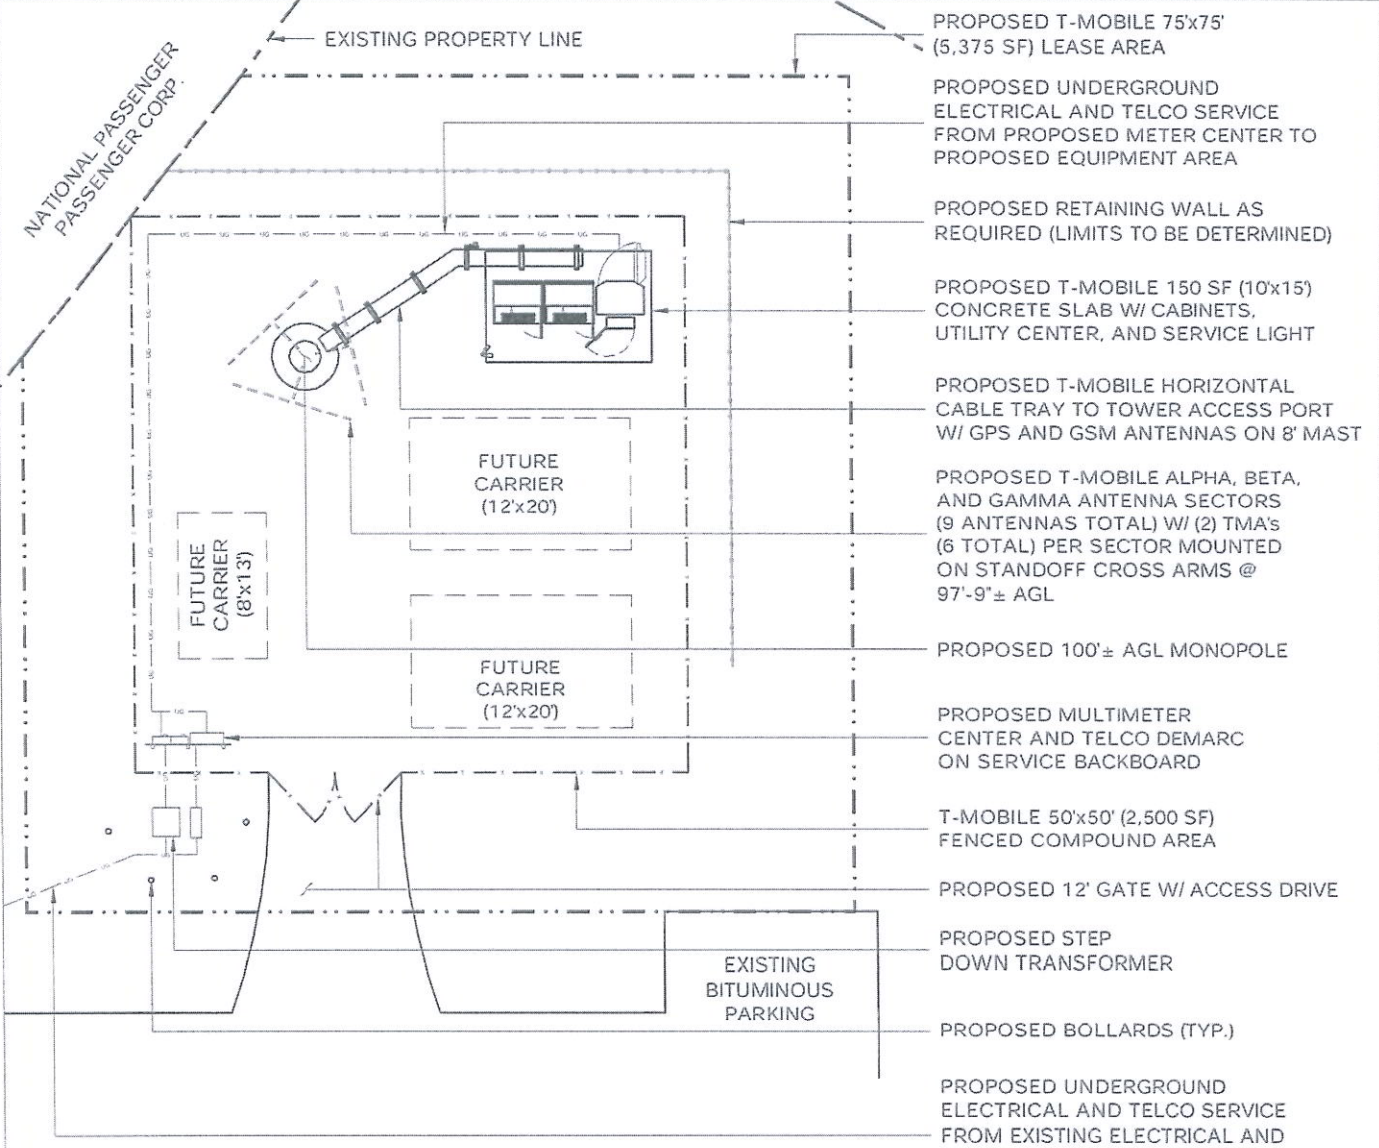 EXISTING PROPERTY LINE
NATIONAL PASSENGER
PASSENGER CORP.
PROPOSED T-MOBILE 75'x75'
(5,375 SF) LEASE AREA
PROPOSED UNDERGROUND
ELECTRICAL AND TELCO SERVICE
FROM PROPOSED METER CENTER TO
PROPOSED EQUIPMENT AREA
PROPOSED RETAINING WALL AS
REQUIRED (LIMITS TO BE DETERMINED)
PROPOSED T-MOBILE 150 SF (10'x15')
CONCRETE SLAB W/ CABINETS,
UTILITY CENTER, AND SERVICE LIGHT
PROPOSED T-MOBILE HORIZONTAL
CABLE TRAY TO TOWER ACCESS PORT
W/ GPS AND GSM ANTENNAS ON 8' MAST
PROPOSED T-MOBILE ALPHA, BETA,
AND GAMMA ANTENNA SECTORS
(9 ANTENNAS TOTAL) W/ (2) TMA's
(6 TOTAL) PER SECTOR MOUNTED
ON STANDOFF CROSS ARMS @
97'-9"± AGL
PROPOSED 100'± AGL MONOPOLE
PROPOSED MULTIMETER
CENTER AND TELCO DEMARC
ON SERVICE BACKBOARD
T-MOBILE 50'x50' (2,500 SF)
FENCED COMPOUND AREA
PROPOSED 12' GATE W/ ACCESS DRIVE
PROPOSED STEP
DOWN TRANSFORMER
PROPOSED BOLLARDS (TYP.)
PROPOSED UNDERGROUND
ELECTRICAL AND TELCO SERVICE
FROM EXISTING ELECTRICAL AND
FUTURE
CARRIER
(12'x20')
FUTURE
CARRIER
(8'x13')
FUTURE
CARRIER
(12'x20')
EXISTING
BITUMINOUS
PARKING